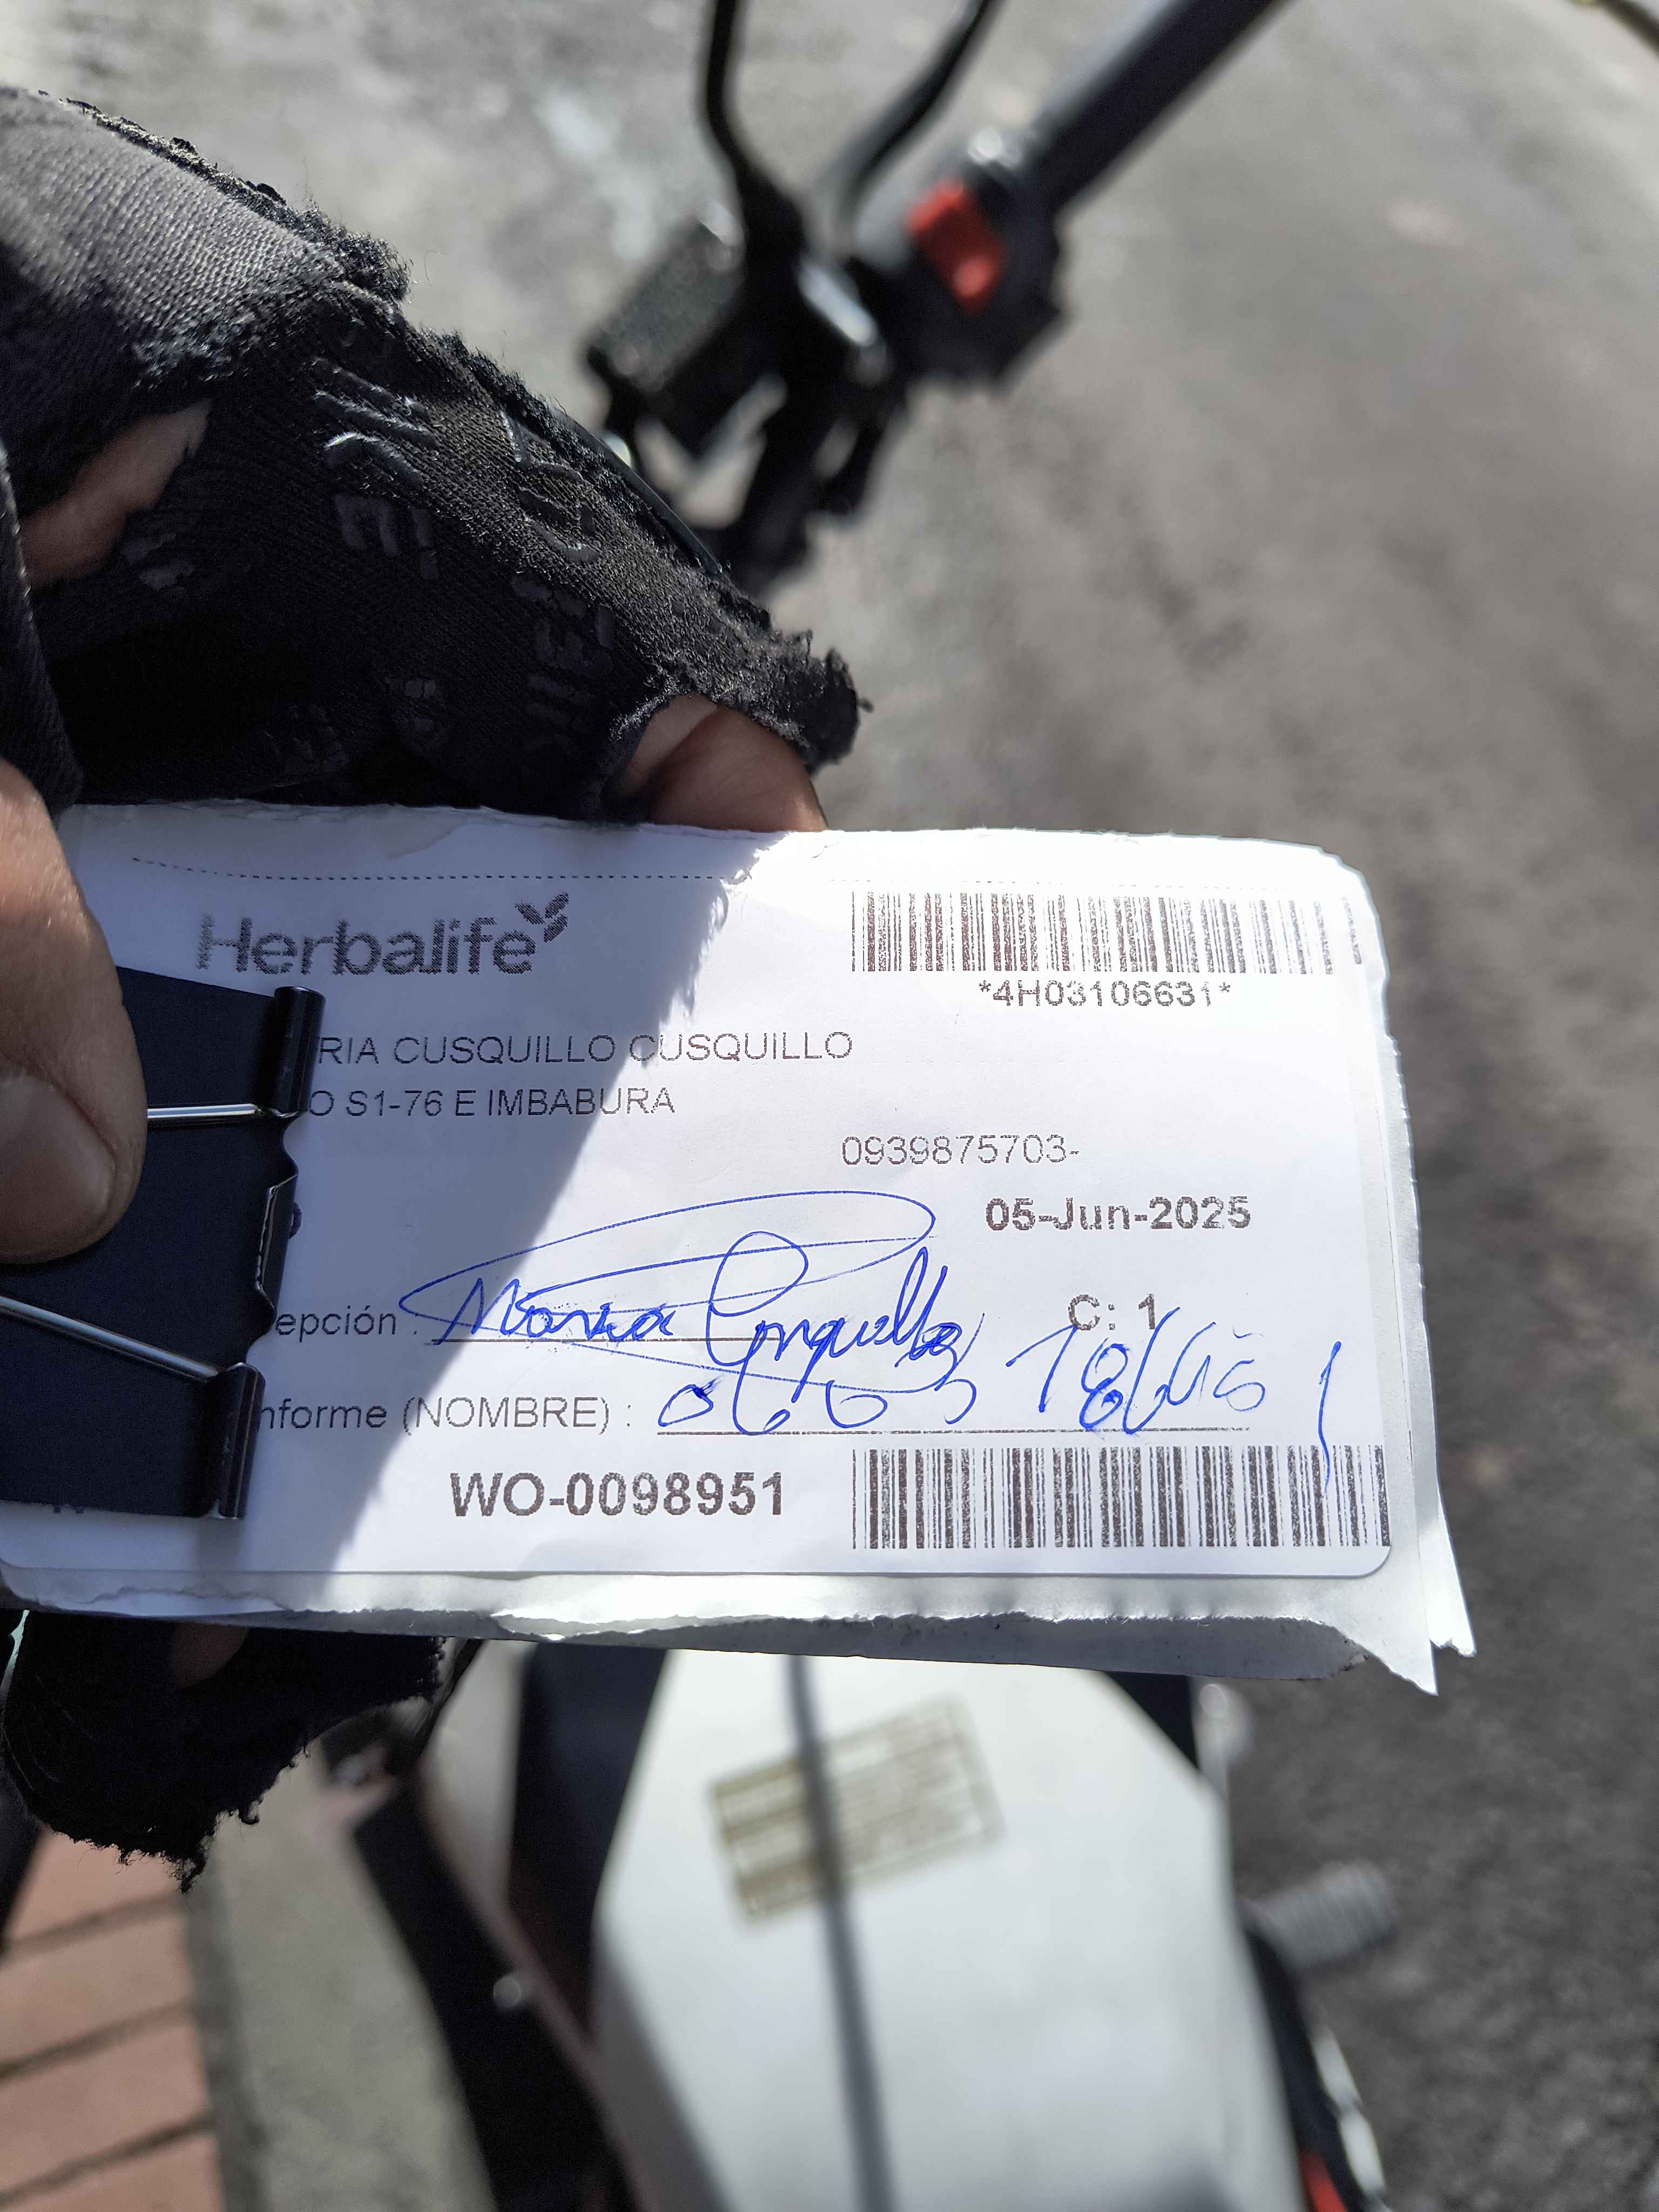 Herbalife
*4H03106631*
RIA CUSQUILLO CUSQUILLO
O S1-76 E IMBABURA
0939875703-
05-Jun-2025
epción :
C: 1
nforme (NOMBRE) :
WO-0098951